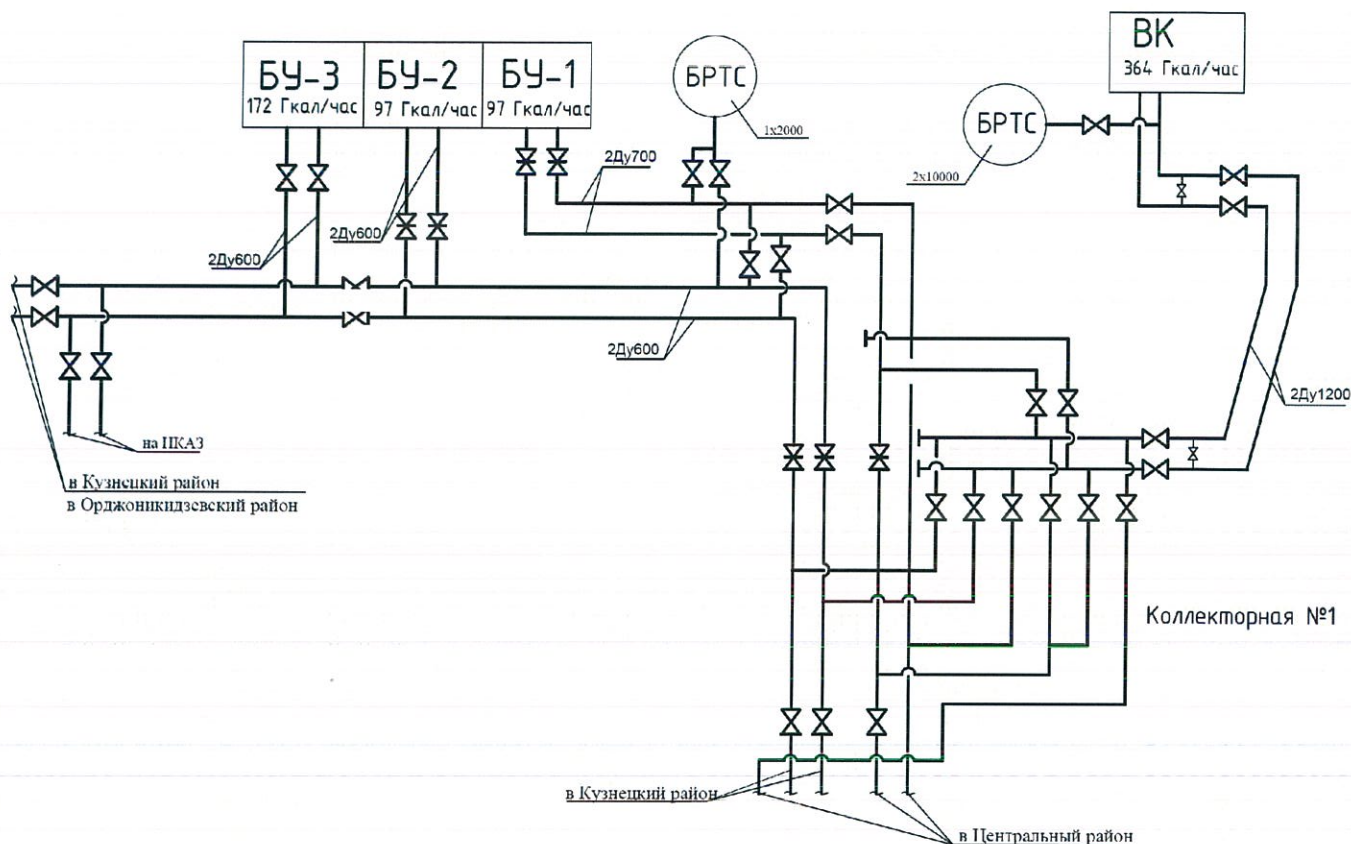 БУ-3
172 Гкал/час
БУ-2
97 Гкал/час
БУ-1
97 Гкал/час
БРТС
1х2000
ВК
364 Гкал/час
БРТС
2х10000
2Ду700
2Ду600
2Ду600
2Ду600
2Ду1200
на НКАЗ
в Кузнецкий район
в Орджоникидзевский район
Коллекторная №1
в Кузнецкий район
в Центральный район